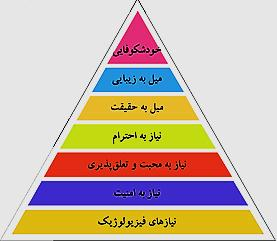 خودشکوفایی
میل به زیبایی
میل به حقیقت
نیاز به احترام
نیاز به محبت و تعلق‌پذیری
نیاز به امنیت
نیازهای فیزیولوژیک